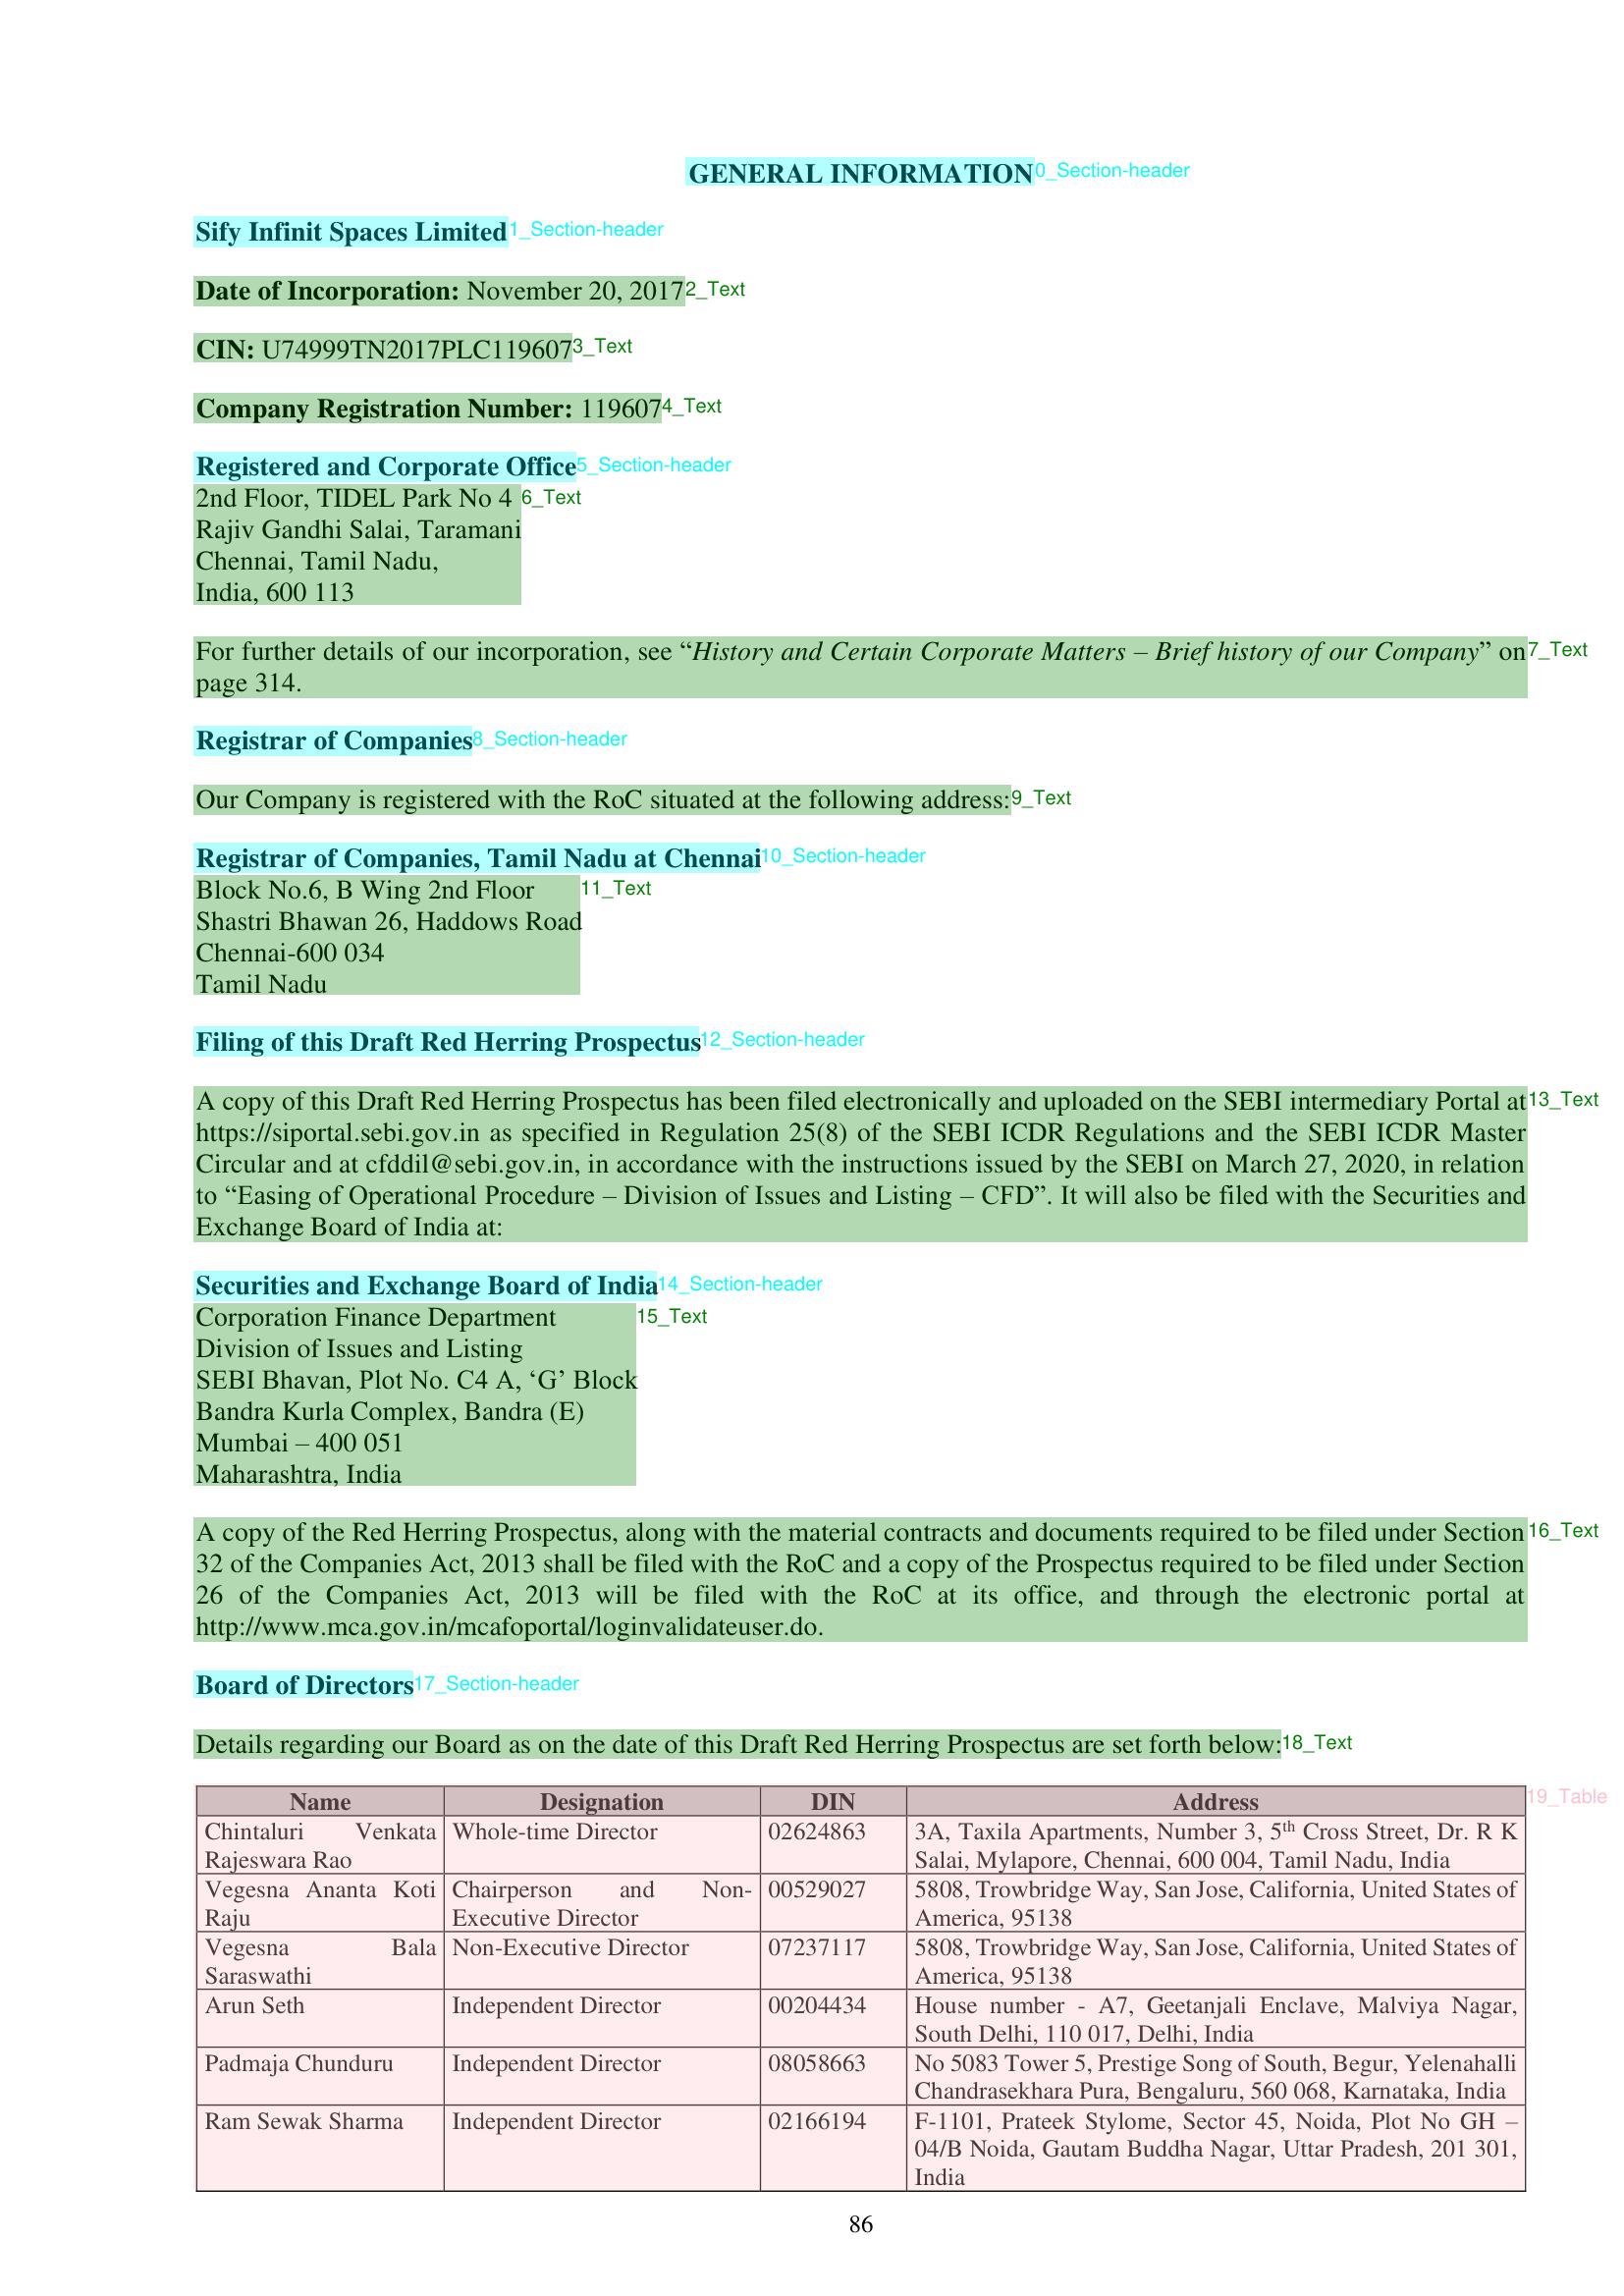 GENERAL INFORMATION 0_Section-header
Sify Infinit Spaces Limited 1_Section-header
Date of Incorporation: November 20, 2017 2_Text
CIN: U74999TN2017PLC119607 3_Text
Company Registration Number: 119607 4_Text
Registered and Corporate Office 5_Section-header
2nd Floor, TIDEL Park No 4 6_Text
Rajiv Gandhi Salai, Taramani
Chennai, Tamil Nadu,
India, 600 113
For further details of our incorporation, see “History and Certain Corporate Matters – Brief history of our Company” on 7_Text
page 314.
Registrar of Companies 8_Section-header
Our Company is registered with the RoC situated at the following address: 9_Text
Registrar of Companies, Tamil Nadu at Chennai 10_Section-header
Block No.6, B Wing 2nd Floor 11_Text
Shastri Bhawan 26, Haddows Road
Chennai-600 034
Tamil Nadu
Filing of this Draft Red Herring Prospectus 12_Section-header
A copy of this Draft Red Herring Prospectus has been filed electronically and uploaded on the SEBI intermediary Portal at 13_Text
https://siportal.sebi.gov.in as specified in Regulation 25(8) of the SEBI ICDR Regulations and the SEBI ICDR Master
Circular and at cfddil@sebi.gov.in, in accordance with the instructions issued by the SEBI on March 27, 2020, in relation
to “Easing of Operational Procedure – Division of Issues and Listing – CFD”. It will also be filed with the Securities and
Exchange Board of India at:
Securities and Exchange Board of India 14_Section-header
Corporation Finance Department 15_Text
Division of Issues and Listing
SEBI Bhavan, Plot No. C4 A, ‘G’ Block
Bandra Kurla Complex, Bandra (E)
Mumbai – 400 051
Maharashtra, India
A copy of the Red Herring Prospectus, along with the material contracts and documents required to be filed under Section 16_Text
32 of the Companies Act, 2013 shall be filed with the RoC and a copy of the Prospectus required to be filed under Section
26 of the Companies Act, 2013 will be filed with the RoC at its office, and through the electronic portal at
http://www.mca.gov.in/mcafoportal/loginvalidateuser.do.
Board of Directors 17_Section-header
Details regarding our Board as on the date of this Draft Red Herring Prospectus are set forth below: 18_Text
Name Designation DIN Address 19_Table
Chintaluri Venkata Whole-time Director 02624863 3A, Taxila Apartments, Number 3, 5th Cross Street, Dr. R K
Rajeswara Rao Salai, Mylapore, Chennai, 600 004, Tamil Nadu, India
Vegesna Ananta Koti Chairperson and Non- 00529027 5808, Trowbridge Way, San Jose, California, United States of
Raju Executive Director America, 95138
Vegesna Bala Non-Executive Director 07237117 5808, Trowbridge Way, San Jose, California, United States of
Saraswathi America, 95138
Arun Seth Independent Director 00204434 House number - A7, Geetanjali Enclave, Malviya Nagar,
South Delhi, 110 017, Delhi, India
Padmaja Chunduru Independent Director 08058663 No 5083 Tower 5, Prestige Song of South, Begur, Yelenahalli
Chandrasekhara Pura, Bengaluru, 560 068, Karnataka, India
Ram Sewak Sharma Independent Director 02166194 F-1101, Prateek Stylome, Sector 45, Noida, Plot No GH –
04/B Noida, Gautam Buddha Nagar, Uttar Pradesh, 201 301,
India
86